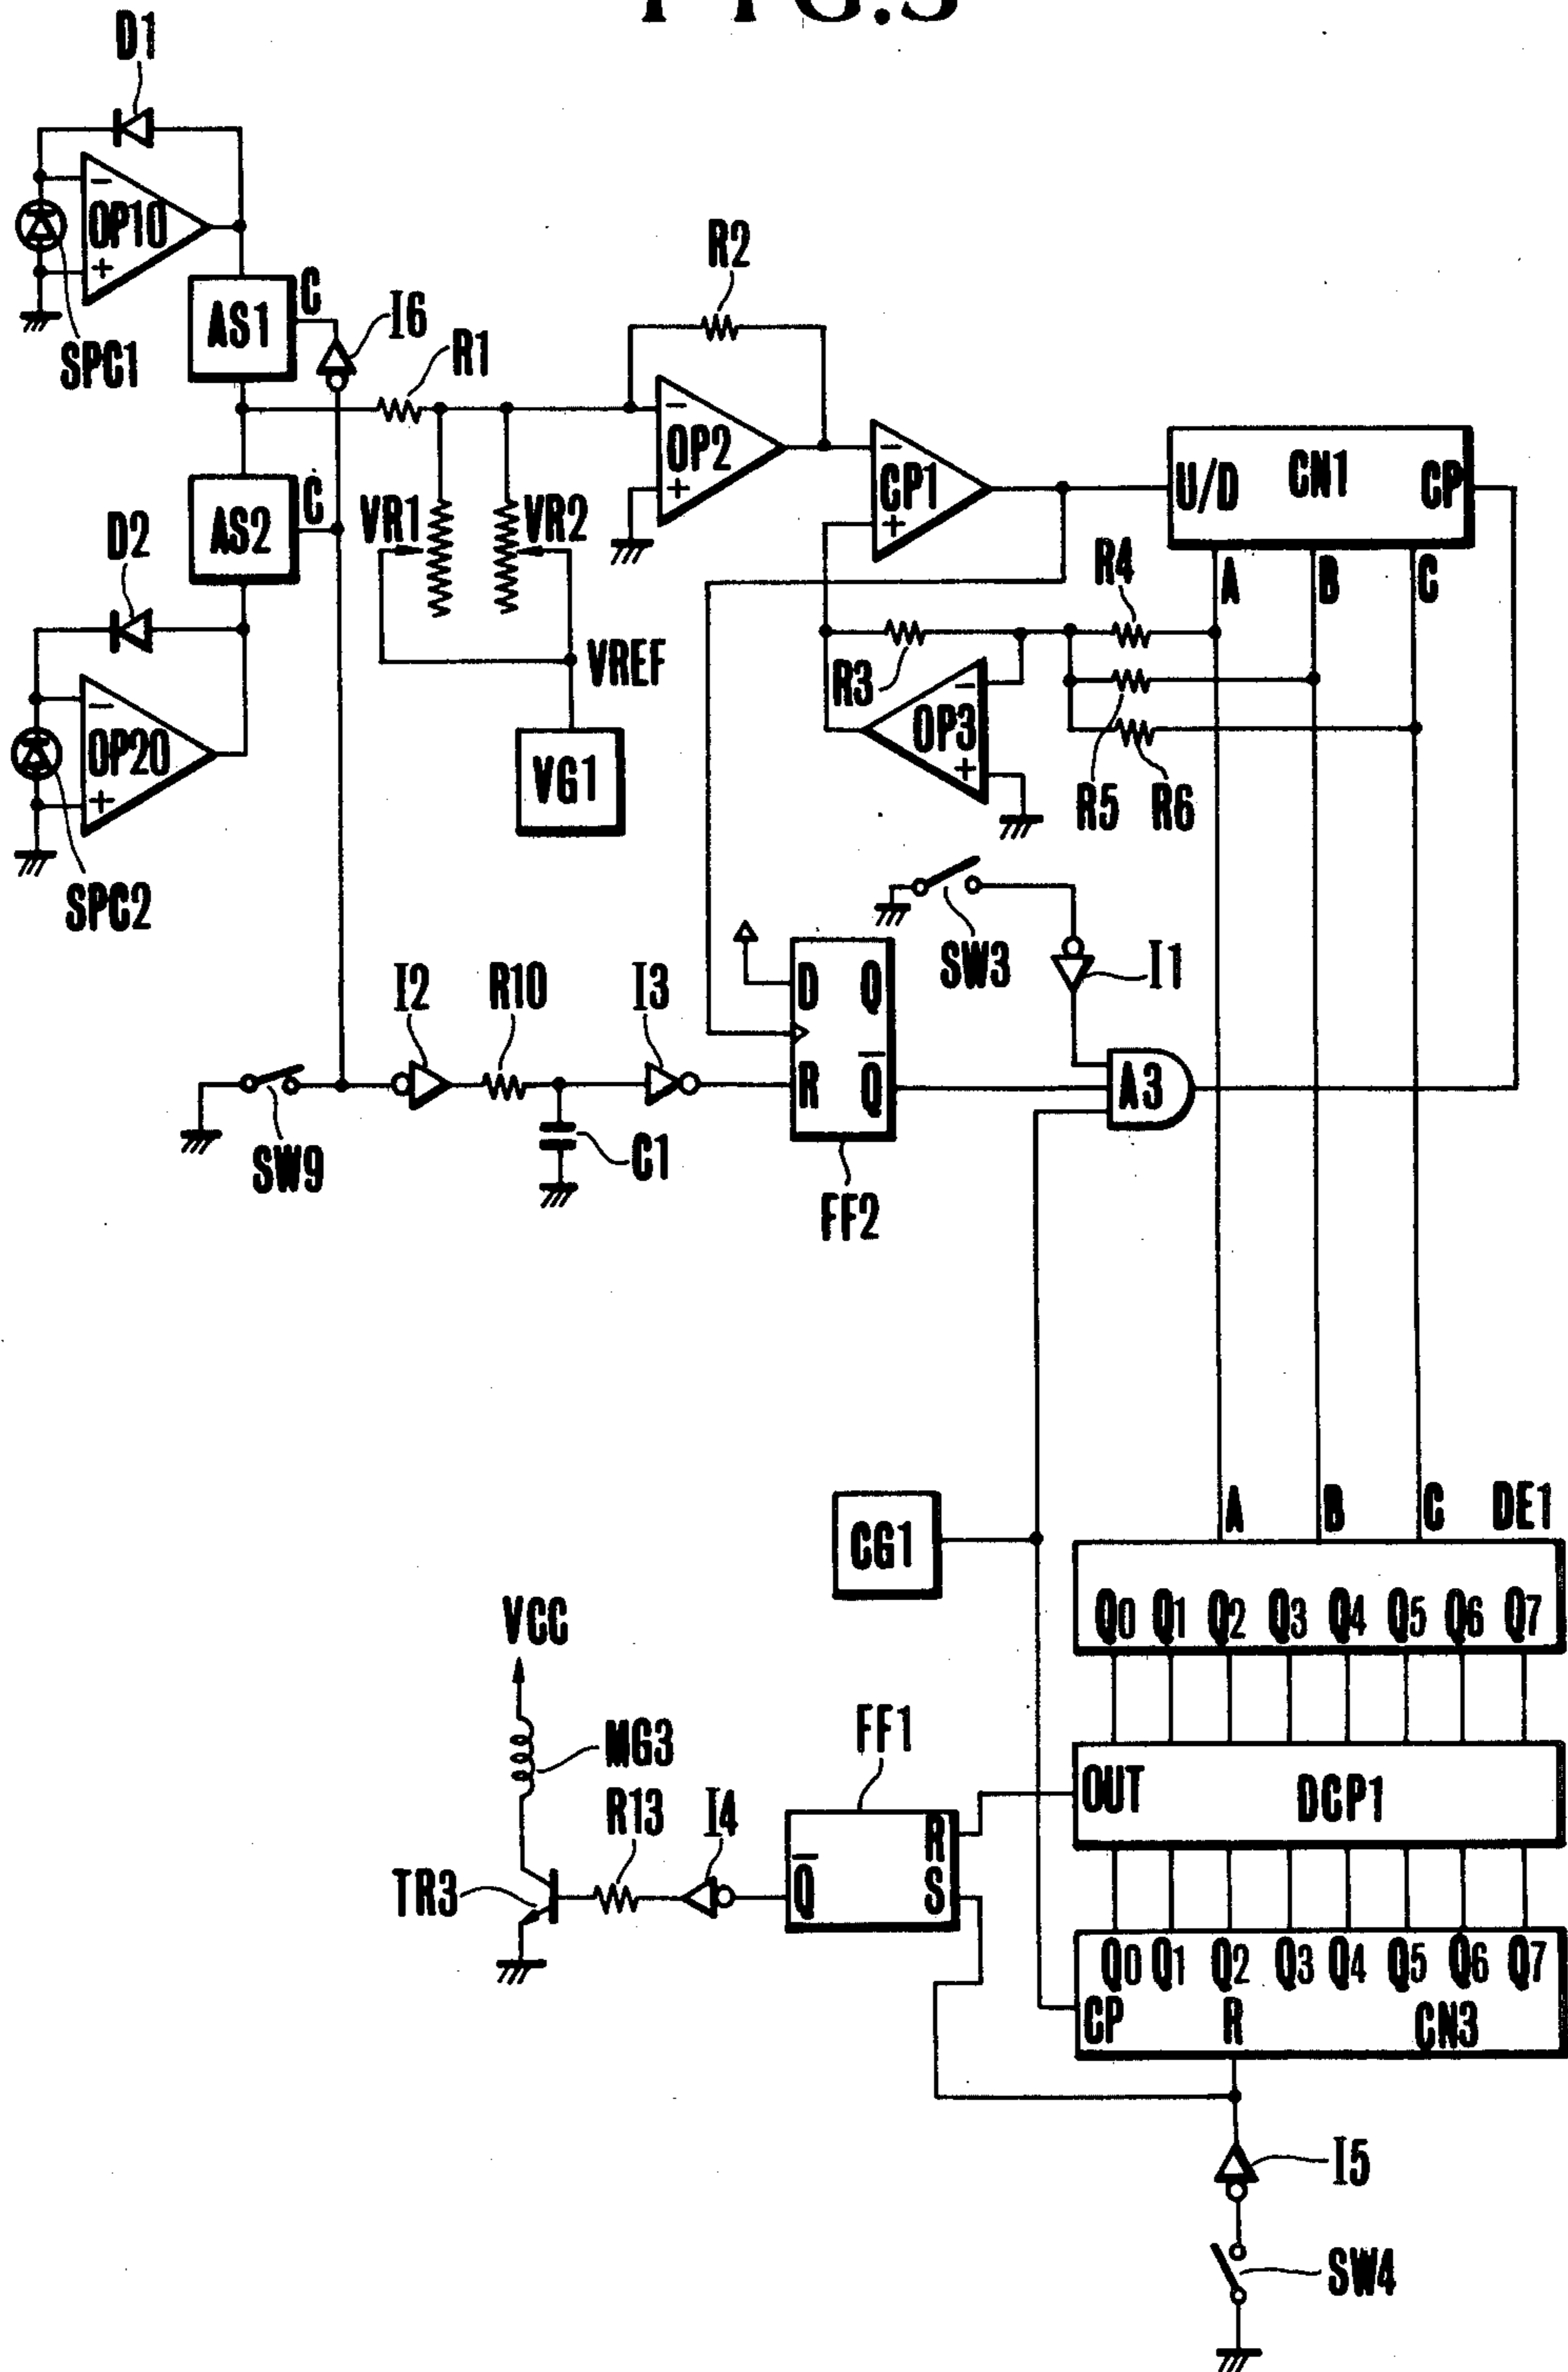 FIG.5
D1
OP10
R2
AS1
C
I6
R1
SPC1
OP2
CP1
U/D
CN1
CP
AS2
C
VR1
VR2
D2
R4
A
B
C
R3
VREF
OP3
OP20
VG1
R5
R6
SPC2
SW3
I1
I2
R10
I3
D
Q
R
Q̅
A3
SW9
C1
FF2
A
B
C
DE1
CG1
Q0 Q1 Q2 Q3 Q4 Q5 Q6 Q7
VCC
FF1
MG3
OUT
DCP1
R13
I4
R
TR3
Q̅
S
Q0 Q1 Q2 Q3 Q4 Q5 Q6 Q7
CP
R
CN3
I5
SW4